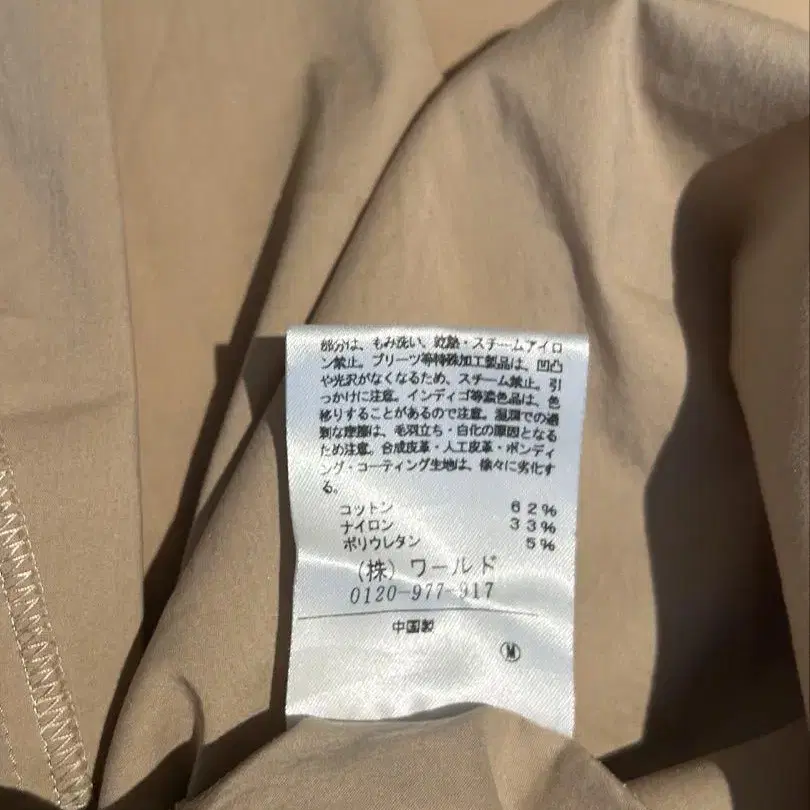 部分は、もみ洗い、乾熱・スチームアイロ
ン禁止。プリーツ等特殊加工製品は、凹凸
や光沢がなくなるため、スチーム禁止。引
っかけに注意。インディゴ等濃色品は、色
移りすることがあるので注意。湿潤での過
剰な摩擦は、毛羽立ち・白化の原因となる
ため注意。合成皮革・人工皮革・ボンディ
ング・コーティング生地は、徐々に劣化す
る。
コットン 62%
ナイロン 33%
ポリウレタン 5%
(株) ワールド
0120-977-917
中国製
Ⓜ